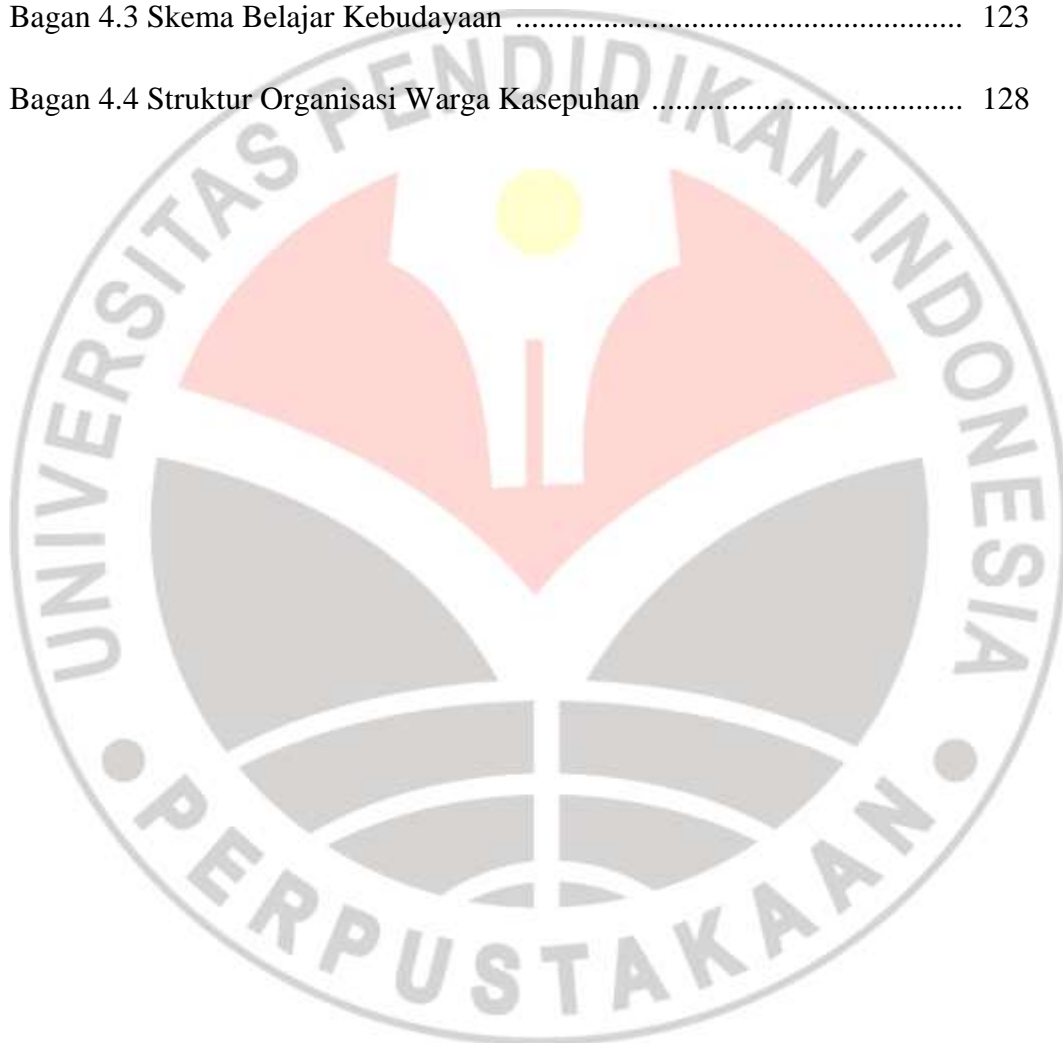 Bagan 4.3 Skema Belajar Kebudayaan ........................................................ 123
Bagan 4.4 Struktur Organisasi Warga Kasepuhan ....................................... 128
UNIVERSITAS PENDIDIKAN INDONESIA
PERPUSTAKAAN